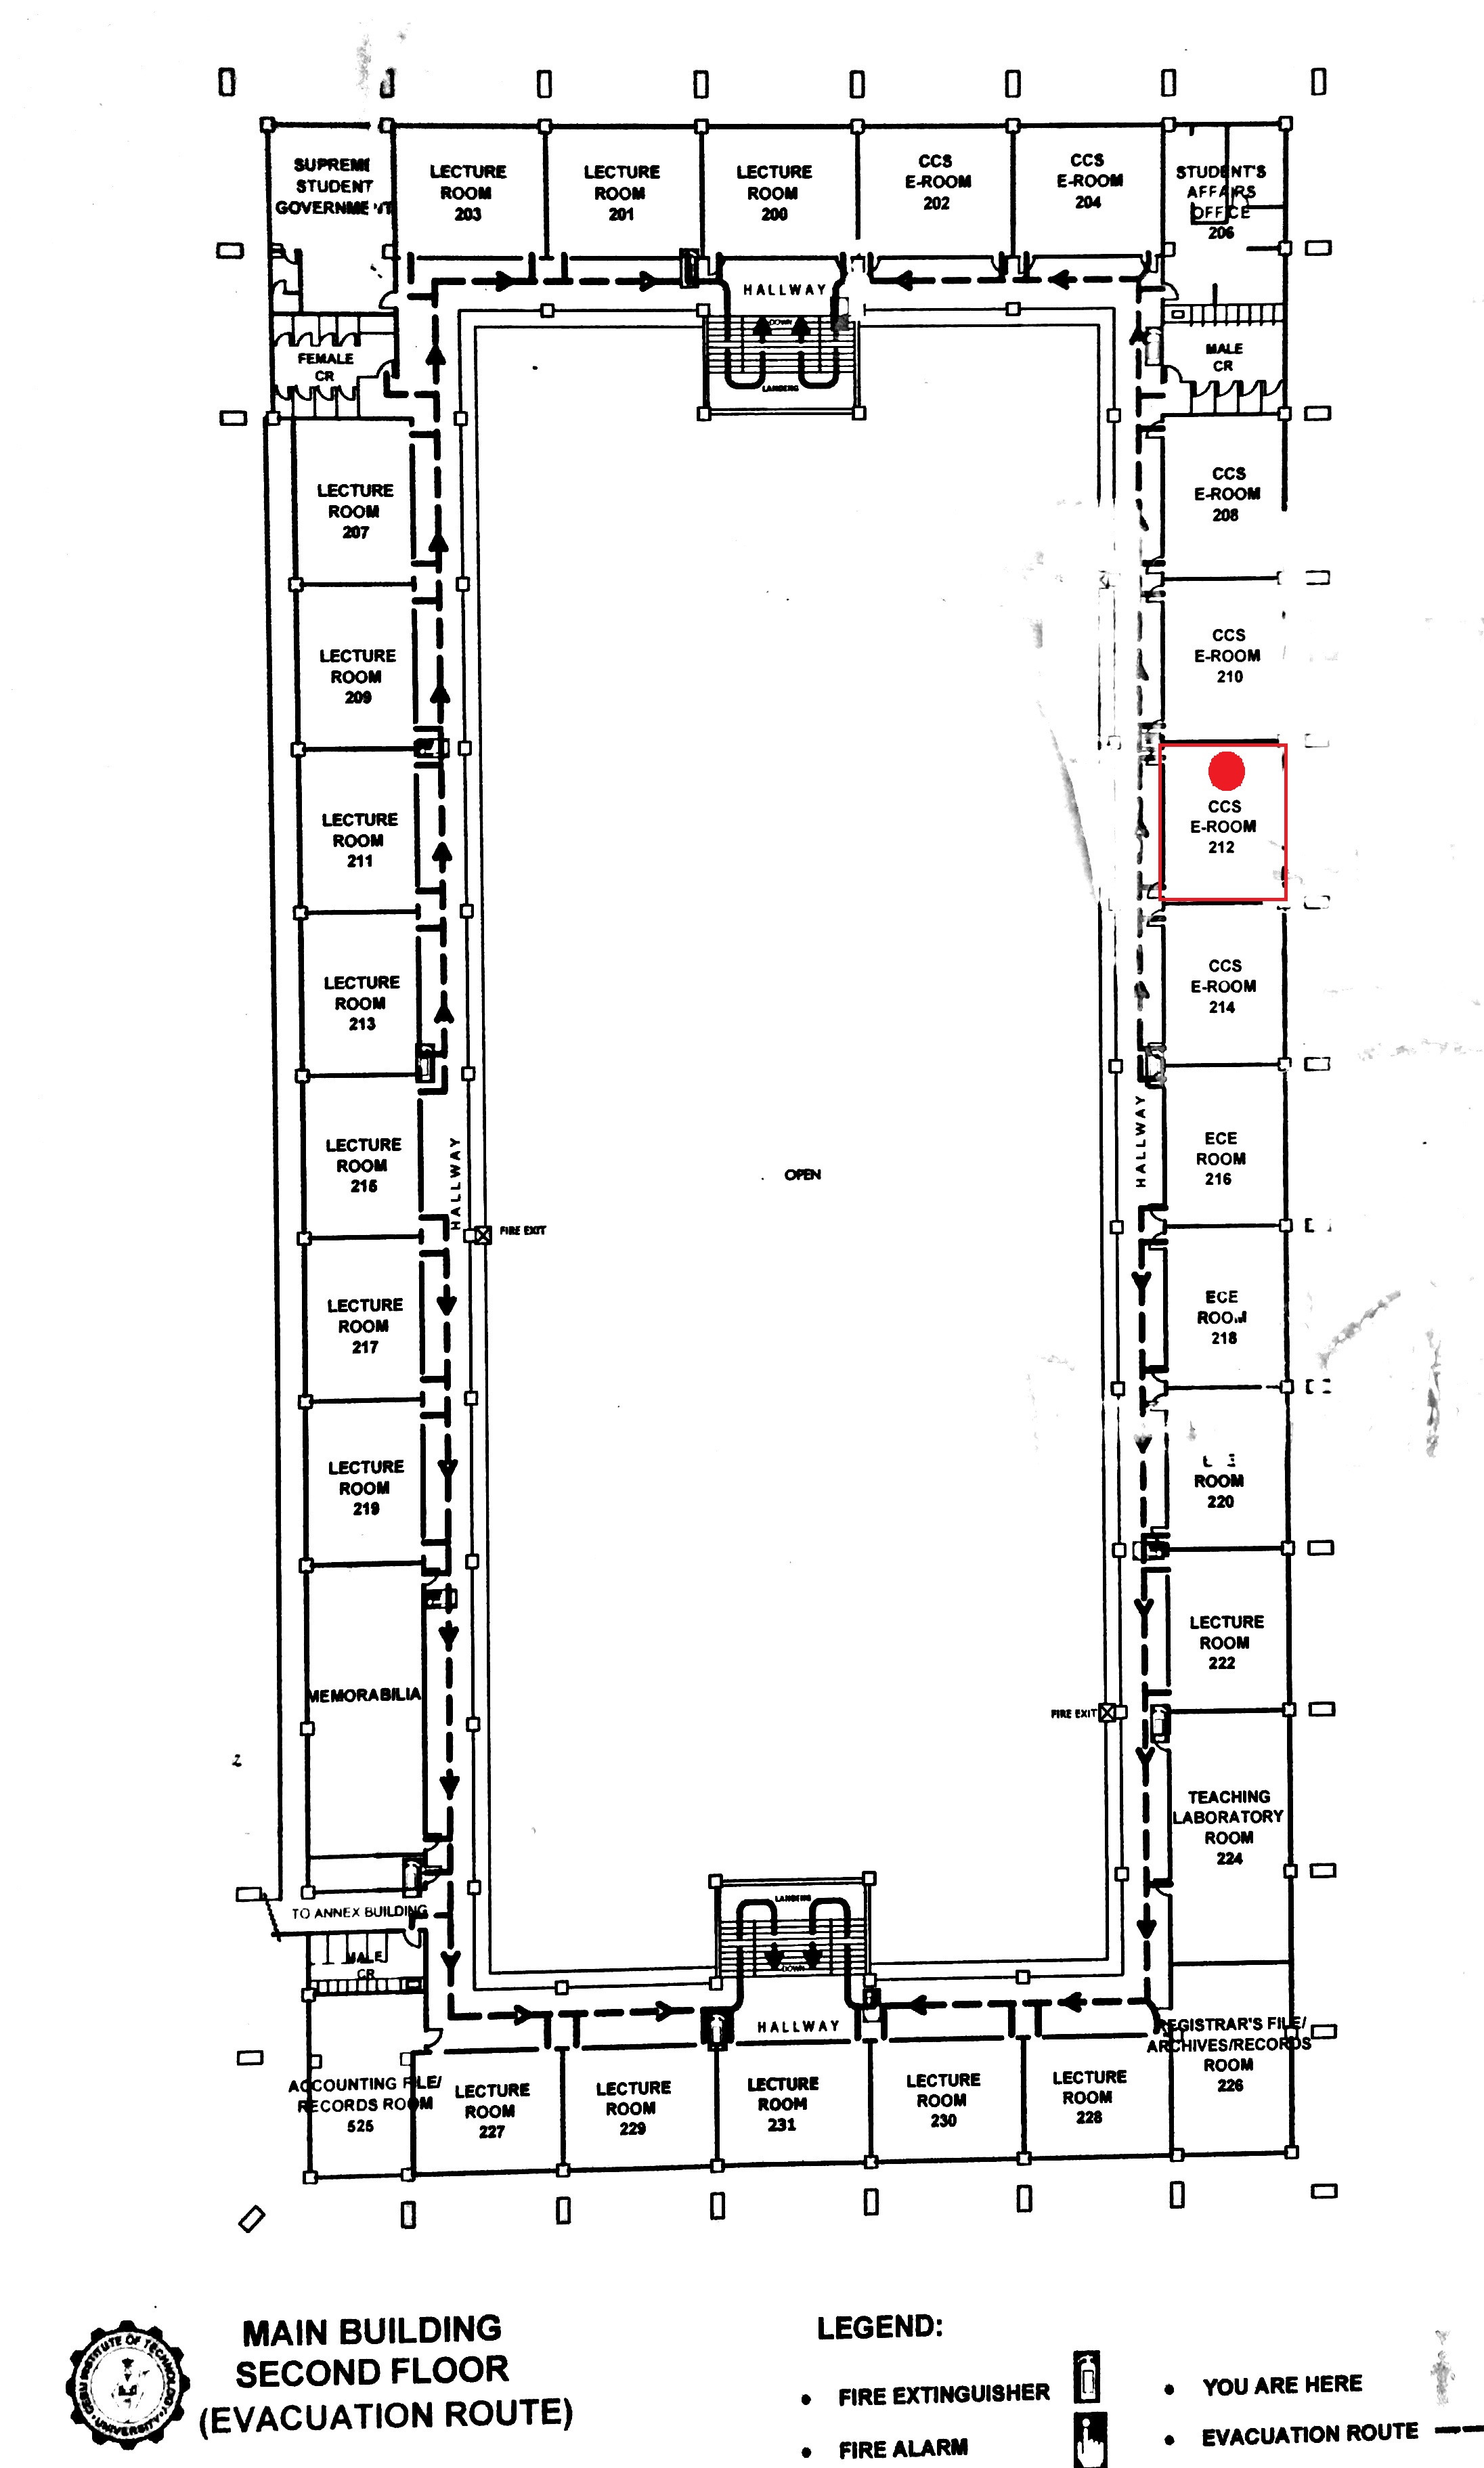 SUPREME
STUDENT
GOVERNMENT
LECTURE
ROOM
203
LECTURE
ROOM
201
LECTURE
ROOM
200
CCS
E-ROOM
202
CCS
E-ROOM
204
STUDENT'S
AFFAIRS
OFFICE
206
HALLWAY
DOWN
LANDING
FEMALE
CR
MALE
CR
LECTURE
ROOM
207
CCS
E-ROOM
208
LECTURE
ROOM
209
CCS
E-ROOM
210
LECTURE
ROOM
211
CCS
E-ROOM
212
LECTURE
ROOM
213
CCS
E-ROOM
214
LECTURE
ROOM
215
HALLWAY
HALLWAY
ECE
ROOM
216
OPEN
FIRE EXIT
LECTURE
ROOM
217
ECE
ROOM
218
LECTURE
ROOM
219
ROOM
220
LECTURE
ROOM
222
MEMORABILIA
FIRE EXIT
TEACHING
LABORATORY
ROOM
224
TO ANNEX BUILDING
MALE
CR
LANDING
DOWN
HALLWAY
REGISTRAR'S FILE/
ARCHIVES/RECORDS
ROOM
226
ACCOUNTING FILE/
RECORDS ROOM
525
LECTURE
ROOM
227
LECTURE
ROOM
229
LECTURE
ROOM
231
LECTURE
ROOM
230
LECTURE
ROOM
228
CEBU INSTITUTE OF TECHNOLOGY
UNIVERSITY
MAIN BUILDING
SECOND FLOOR
(EVACUATION ROUTE)
LEGEND:
• FIRE EXTINGUISHER
• FIRE ALARM
• YOU ARE HERE
• EVACUATION ROUTE